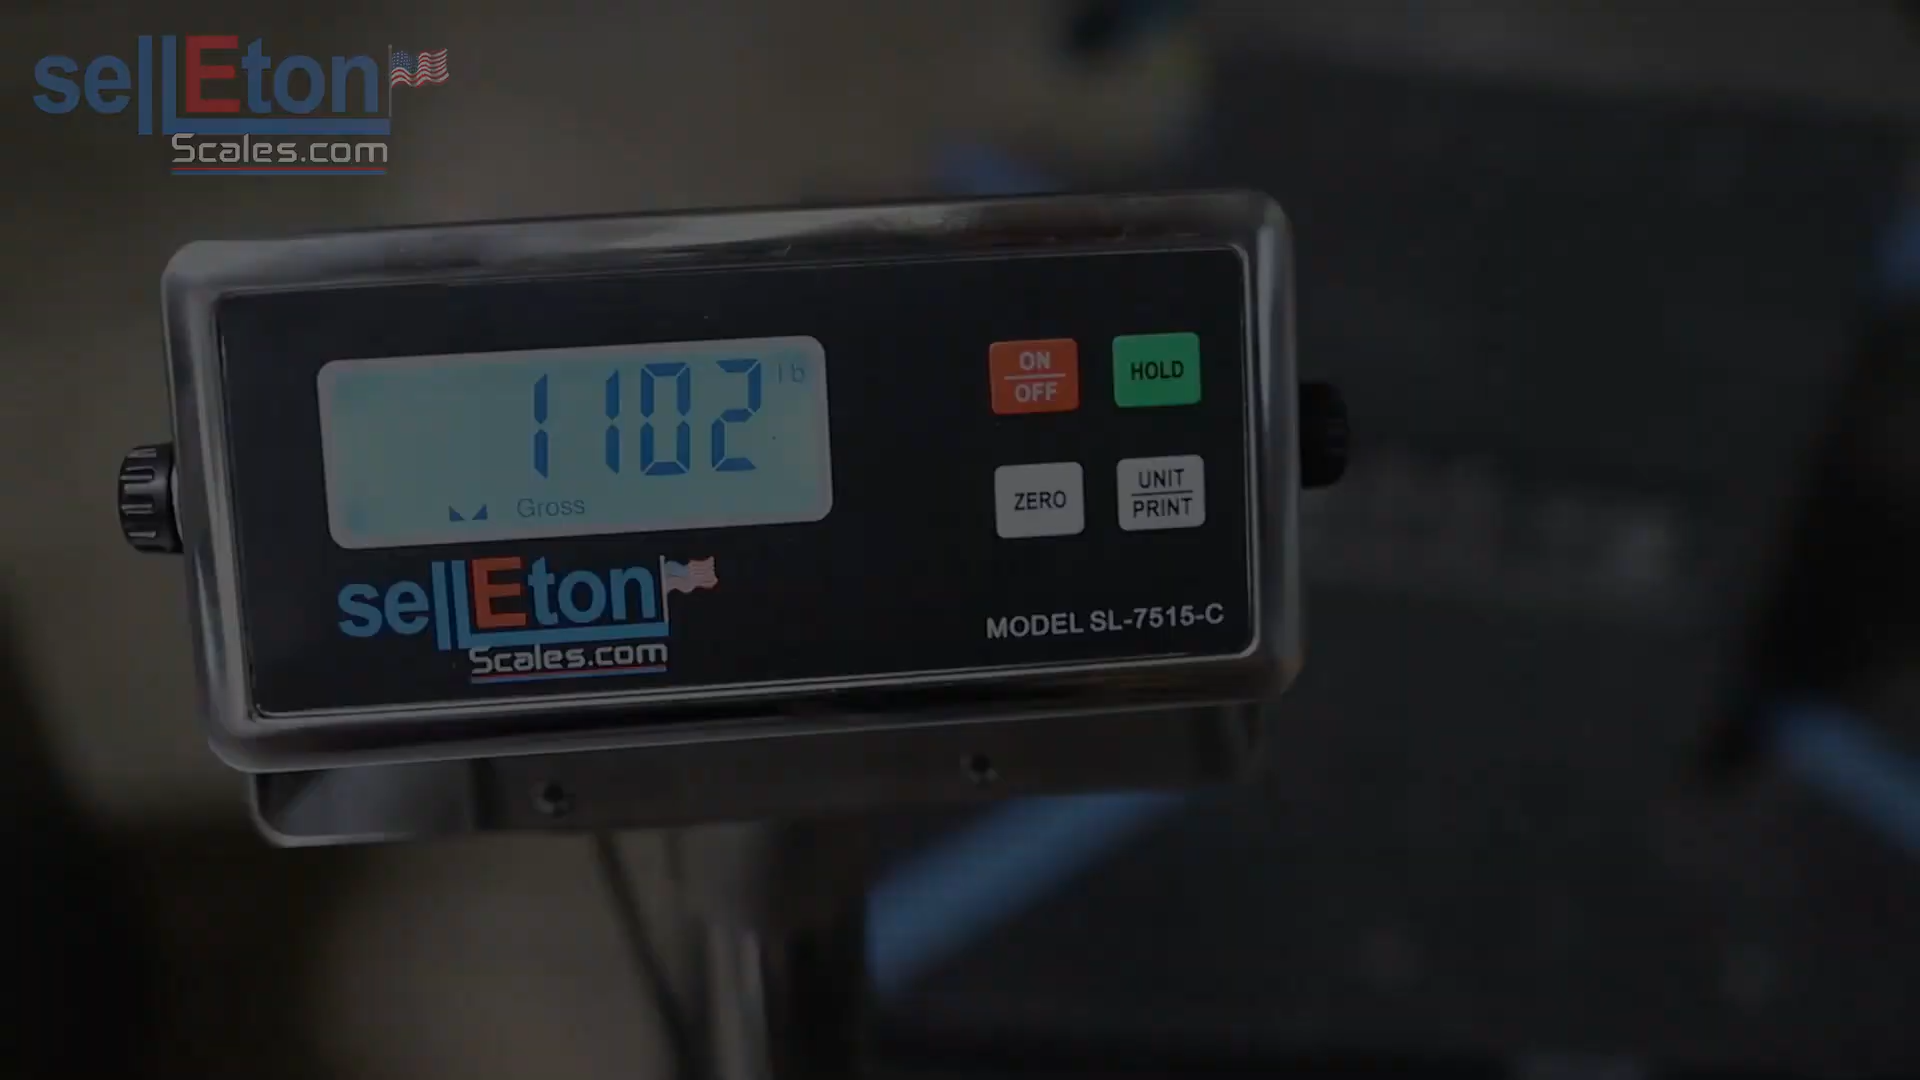 sellEton
Scales.com
1102 lb
Gross
ON
OFF
HOLD
ZERO
UNIT
PRINT
sellEton
Scales.com
MODEL SL-7515-C